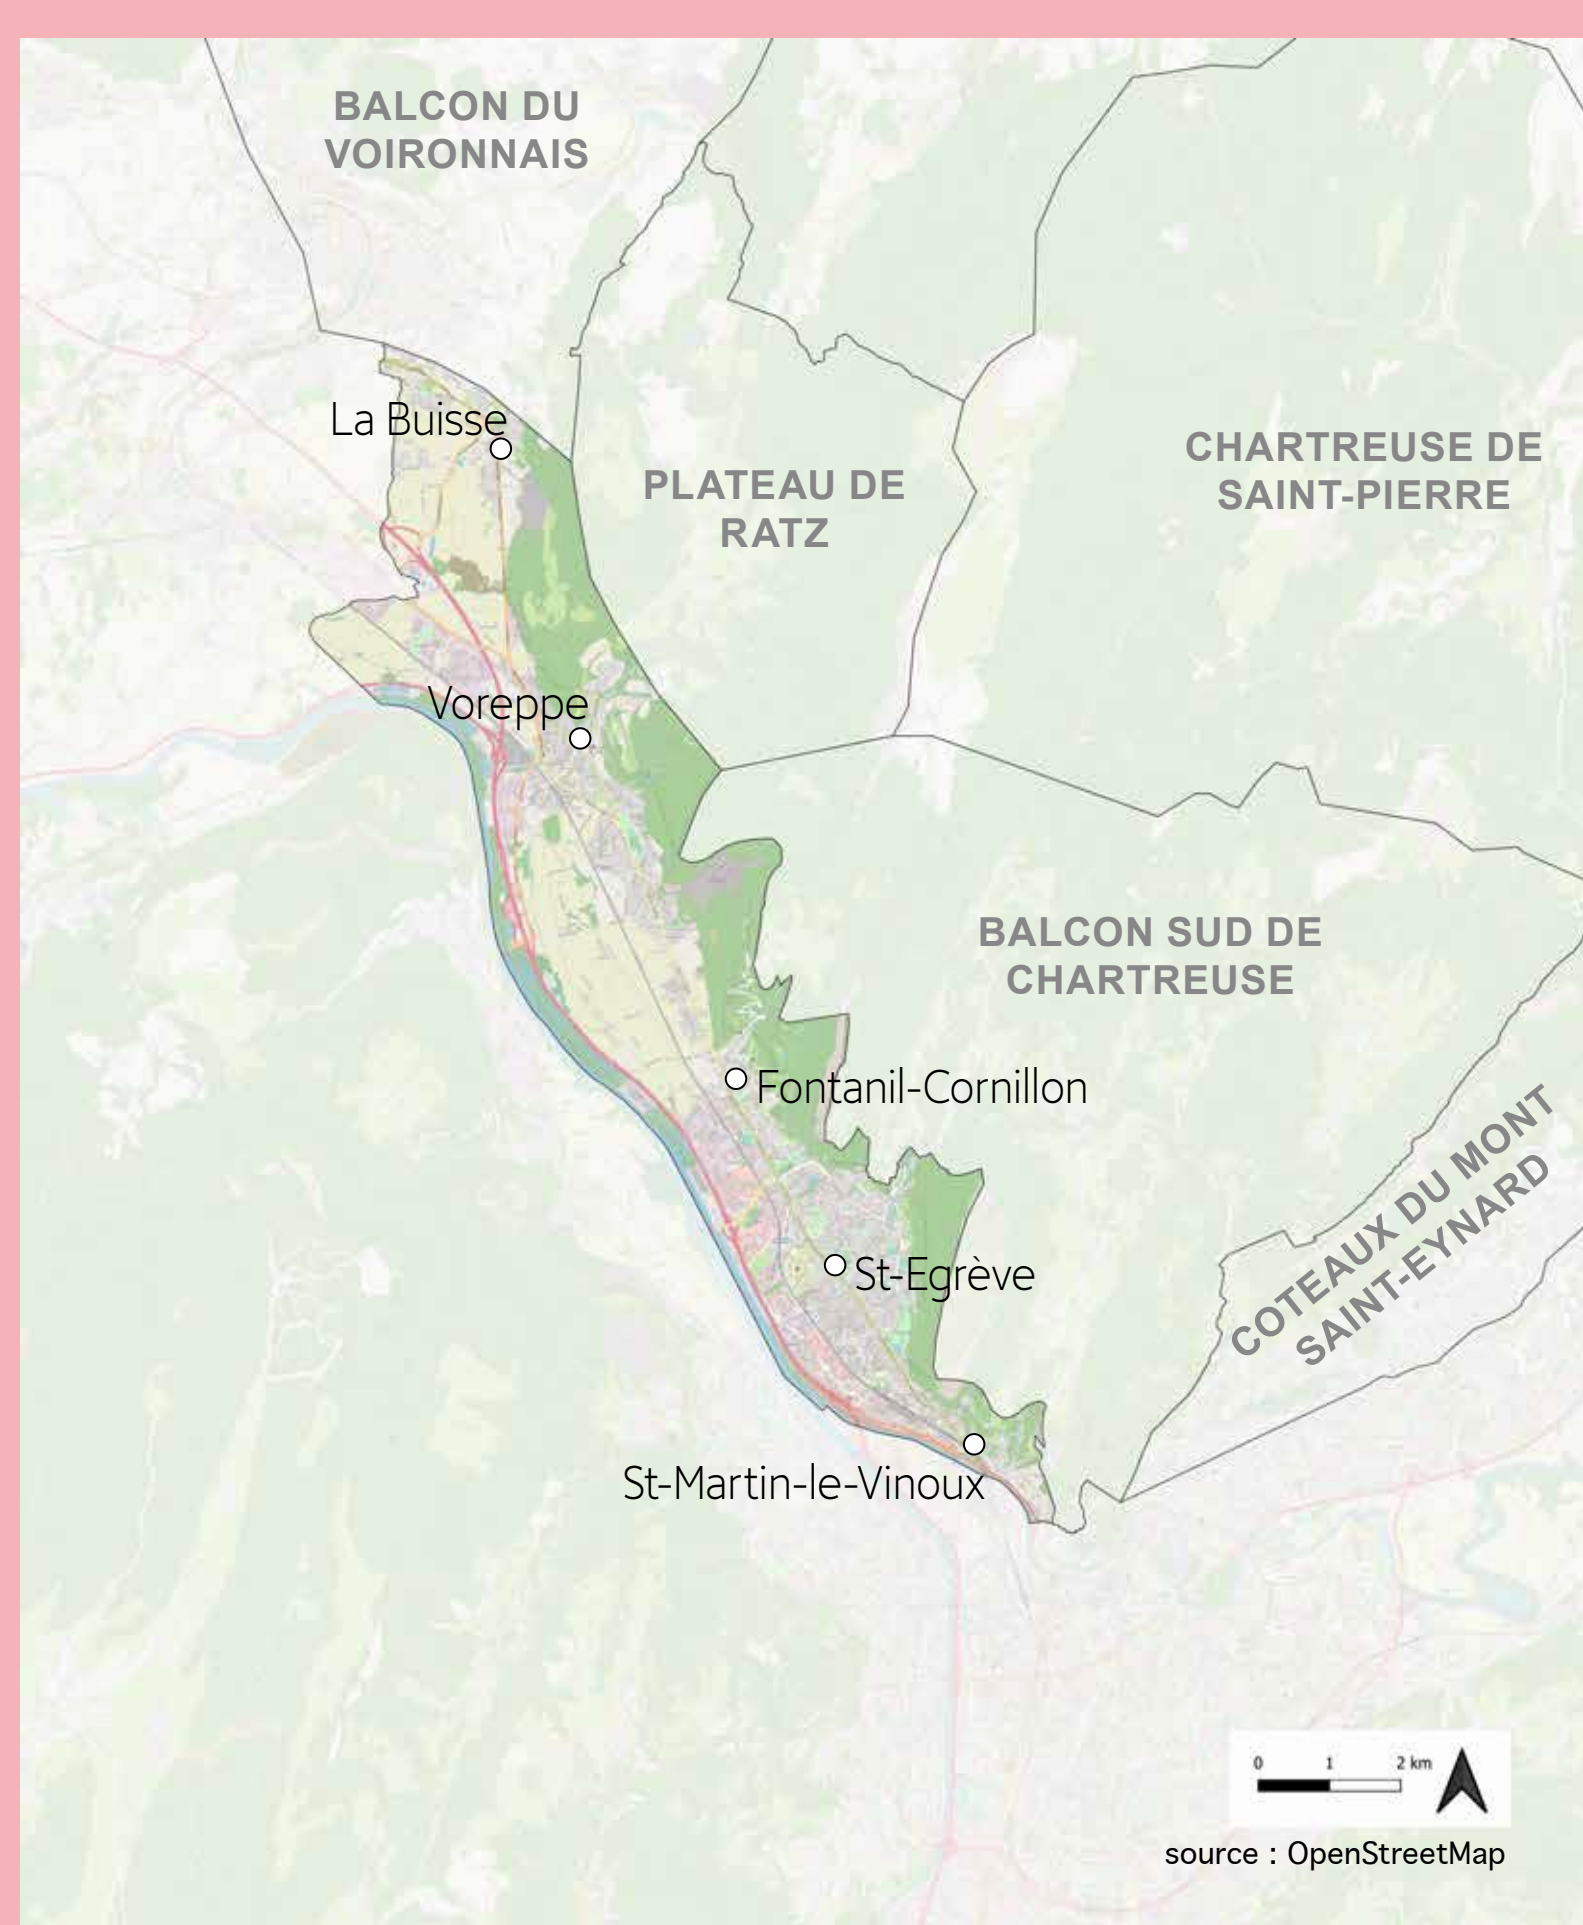 BALCON DU
VOIRONNAIS
La Buisse
PLATEAU DE
RATZ
CHARTREUSE DE
SAINT-PIERRE
Voreppe
BALCON SUD DE
CHARTREUSE
Fontanil-Cornillon
COTEAUX DU MONT
SAINT-EYNARD
St-Egrève
St-Martin-le-Vinoux
0 1 2 km
source : OpenStreetMap